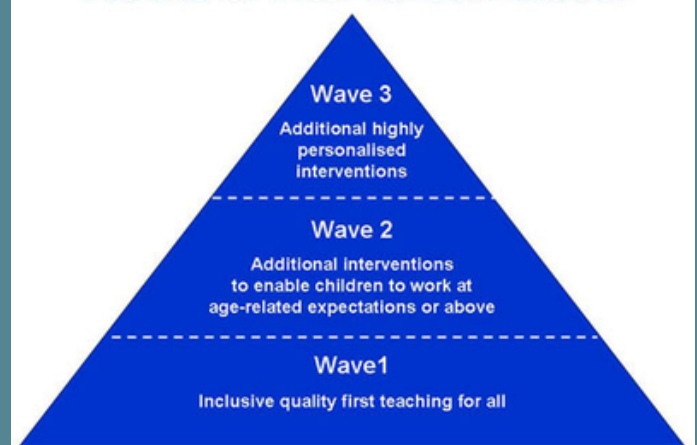 Wave 3
Additional highly
personalised
interventions
Wave 2
Additional interventions
to enable children to work at
age-related expectations or above
Wave1
Inclusive quality first teaching for all